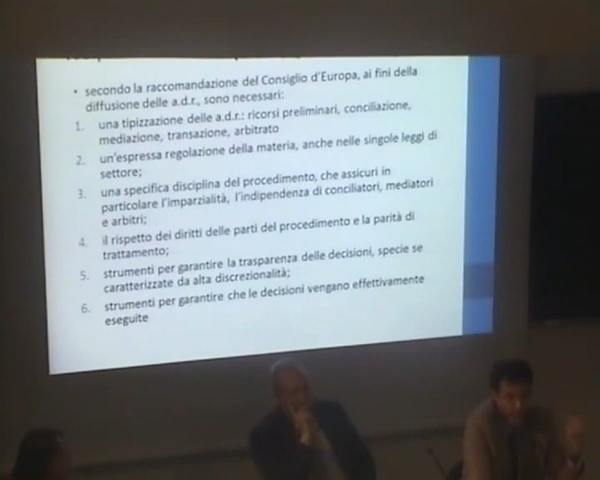 • secondo la raccomandazione del Consiglio d'Europa, ai fini della
diffusione delle a.d.r., sono necessari:
1. una tipizzazione delle a.d.r.: ricorsi preliminari, conciliazione,
mediazione, transazione, arbitrato
2. un'espressa regolazione della materia, anche nelle singole leggi di
settore;
3. una specifica disciplina del procedimento, che assicuri in
particolare l'imparzialità, l'indipendenza di conciliatori, mediatori
e arbitri;
4. il rispetto dei diritti delle parti del procedimento e la parità di
trattamento;
5. strumenti per garantire la trasparenza delle decisioni, specie se
caratterizzate da alta discrezionalità;
6. strumenti per garantire che le decisioni vengano effettivamente
eseguite